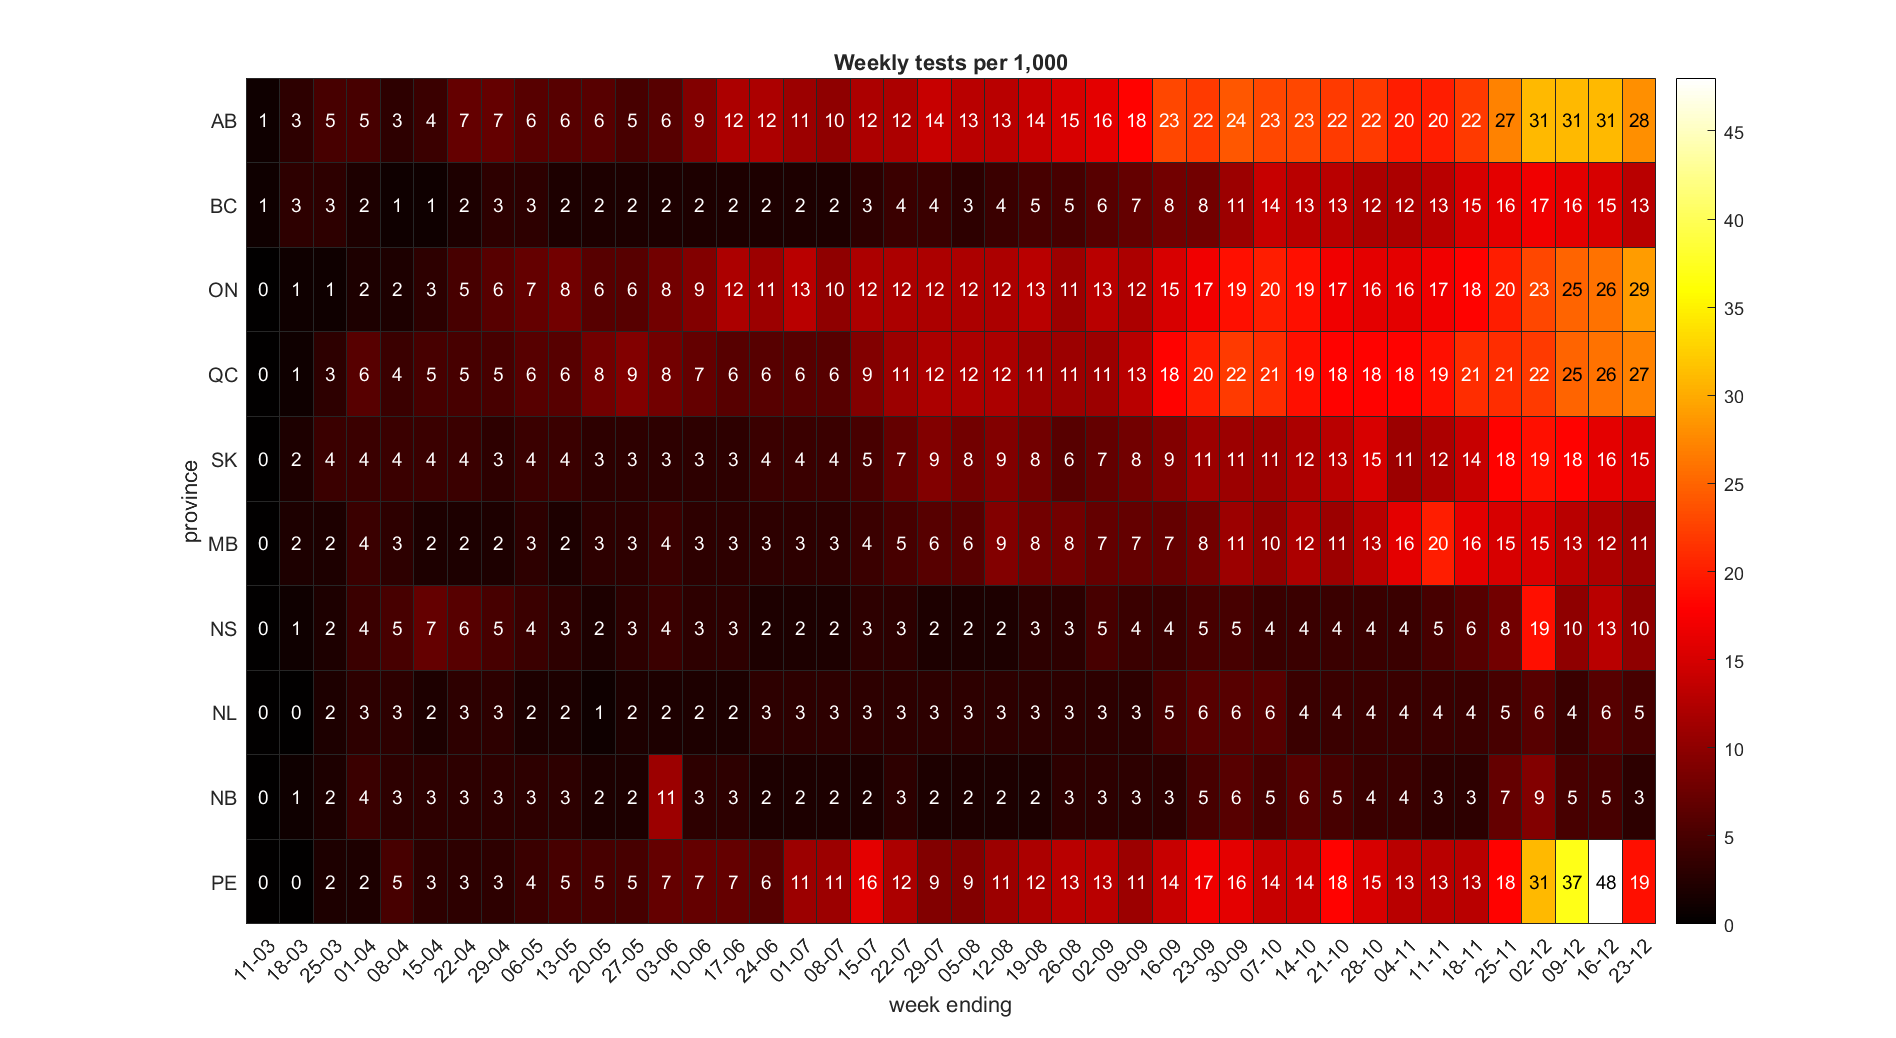 Weekly tests per 1,000
AB 1 3 5 5 3 4 7 7 6 6 6 5 6 9 12 12 11 10 12 12 14 13 13 14 15 16 18 23 22 24 23 23 22 22 20 20 22 27 31 31 31 28
BC 1 3 3 2 1 1 2 3 3 2 2 2 2 2 2 2 2 2 3 4 4 3 4 5 5 6 7 8 8 11 14 13 13 12 12 13 15 16 17 16 15 13
ON 0 1 1 2 2 3 5 6 7 8 6 6 8 9 12 11 13 10 12 12 12 12 12 13 11 13 12 15 17 19 20 19 17 16 16 17 18 20 23 25 26 29
QC 0 1 3 6 4 5 5 5 6 6 8 9 8 7 6 6 6 6 9 11 12 12 12 11 11 11 13 18 20 22 21 19 18 18 18 19 21 21 22 25 26 27
SK 0 2 4 4 4 4 4 3 4 4 3 3 3 3 3 4 4 4 5 7 9 8 9 8 6 7 8 9 11 11 11 12 13 15 11 12 14 18 19 18 16 15
MB 0 2 2 4 3 2 2 2 3 2 3 3 4 3 3 3 3 3 4 5 6 6 9 8 8 7 7 7 8 11 10 12 11 13 16 20 16 15 15 13 12 11
NS 0 1 2 4 5 7 6 5 4 3 2 3 4 3 3 2 2 2 3 3 2 2 2 3 3 5 4 4 5 5 4 4 4 4 4 5 6 8 19 10 13 10
NL 0 0 2 3 3 2 3 3 2 2 1 2 2 2 2 3 3 3 3 3 3 3 3 3 3 3 3 5 6 6 6 4 4 4 4 4 4 5 6 4 6 5
NB 0 1 2 4 3 3 3 3 3 3 2 2 11 3 3 2 2 2 2 3 2 2 2 2 3 3 3 3 5 6 5 6 5 4 4 3 3 7 9 5 5 3
PE 0 0 2 2 5 3 3 3 4 5 5 5 7 7 7 6 11 11 16 12 9 9 11 12 13 13 11 14 17 16 14 14 18 15 13 13 13 18 31 37 48 19
province
11-03 18-03 25-03 01-04 08-04 15-04 22-04 29-04 06-05 13-05 20-05 27-05 03-06 10-06 17-06 24-06 01-07 08-07 15-07 22-07 29-07 05-08 12-08 19-08 26-08 02-09 09-09 16-09 23-09 30-09 07-10 14-10 21-10 28-10 04-11 11-11 18-11 25-11 02-12 09-12 16-12 23-12
week ending
45
40
35
30
25
20
15
10
5
0